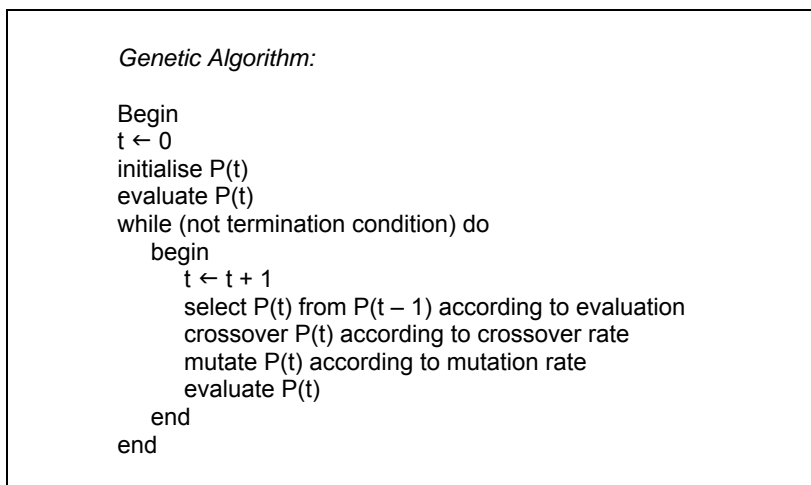 Genetic Algorithm:
Begin
t ← 0
initialise P(t)
evaluate P(t)
while (not termination condition) do
begin
t ← t + 1
select P(t) from P(t – 1) according to evaluation
crossover P(t) according to crossover rate
mutate P(t) according to mutation rate
evaluate P(t)
end
end